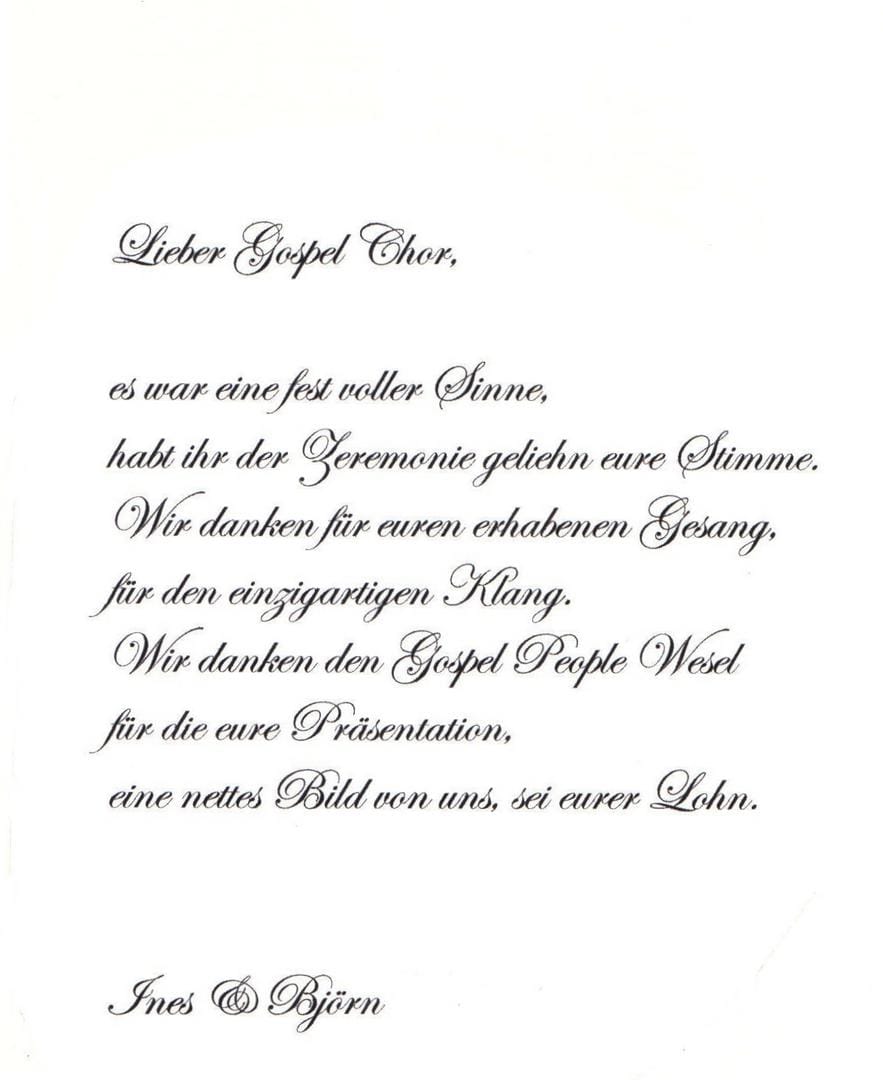 Lieber Gospel Chor,
es war eine fest voller Sinne,
habt ihr der Zeremonie geliehn eure Stimme.
Wir danken für euren erhabenen Gesang,
für den einzigartigen Klang.
Wir danken den Gospel People Wesel
für die eure Präsentation,
eine nettes Bild von uns, sei eurer Lohn.
Ines & Björn